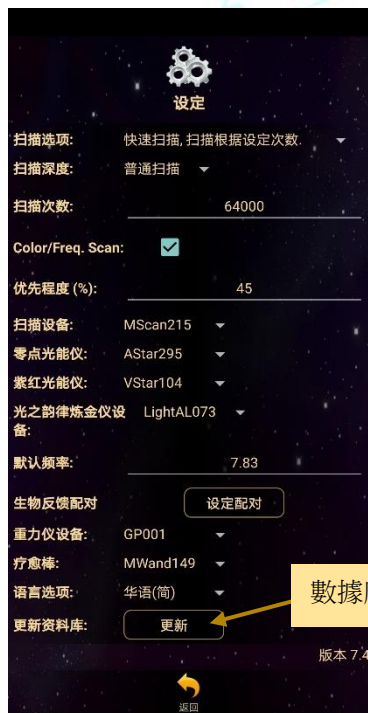 设定
扫描选项: 快速扫描, 扫描根据设定次数.
扫描深度: 普通扫描
扫描次数: 64000
Color/Freq. Scan:
优先程度 (%): 45
扫描设备: MScan215
零点光能仪: AStar295
紫红光能仪: VStar104
光之韵律炼金仪设
备: LightAL073
默认频率: 7.83
生物反馈配对 设定配对
重力仪设备: GP001
疗愈棒: MWand149
语言选项: 华语(简)
數據
更新资料库: 更新
版本 7.4
返回